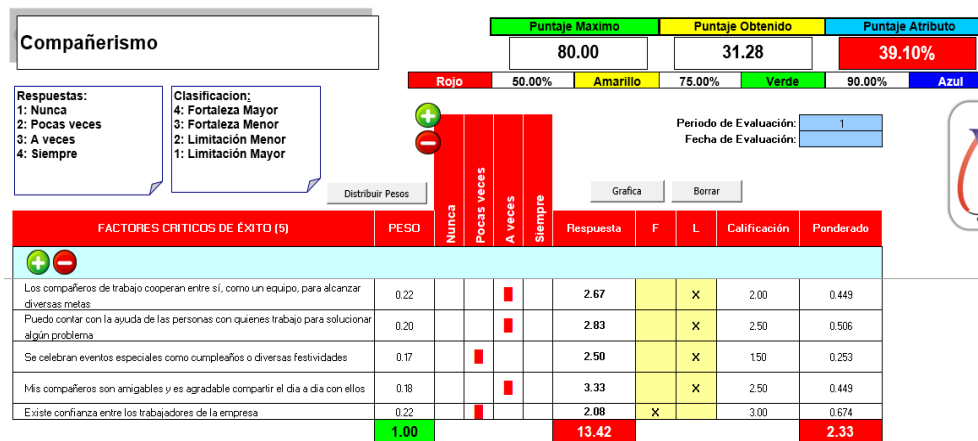 Compañerismo
Puntaje Maximo Puntaje Obtenido Puntaje Atributo
80.00 31.28 39.10%
Rojo 50.00% Amarillo 75.00% Verde 90.00% Azul
Respuestas:
1: Nunca
2: Pocas veces
3: A veces
4: Siempre
Clasificacion:
4: Fortaleza Mayor
3: Fortaleza Menor
2: Limitación Menor
1: Limitación Mayor
Periodo de Evaluación: 1
Fecha de Evaluación:
Distribuir Pesos
Grafica Borrar
FACTORES CRITICOS DE ÉXITO (5) PESO Nunca Pocas veces A veces Siempre Respuesta F L Calificación Ponderado
Los compañeros de trabajo cooperan entre sí, como un equipo, para alcanzar
diversas metas 0.22 2.67 X 2.00 0.449
Puedo contar con la ayuda de las personas con quienes trabajo para solucionar
algún problema 0.20 2.83 X 2.50 0.506
Se celebran eventos especiales como cumpleaños o diversas festividades 0.17 2.50 X 1.50 0.253
Mis compañeros son amigables y es agradable compartir el dia a dia con ellos 0.18 3.33 X 2.50 0.449
Existe confianza entre los trabajadores de la empresa 0.22 2.08 X 3.00 0.674
1.00 13.42 2.33